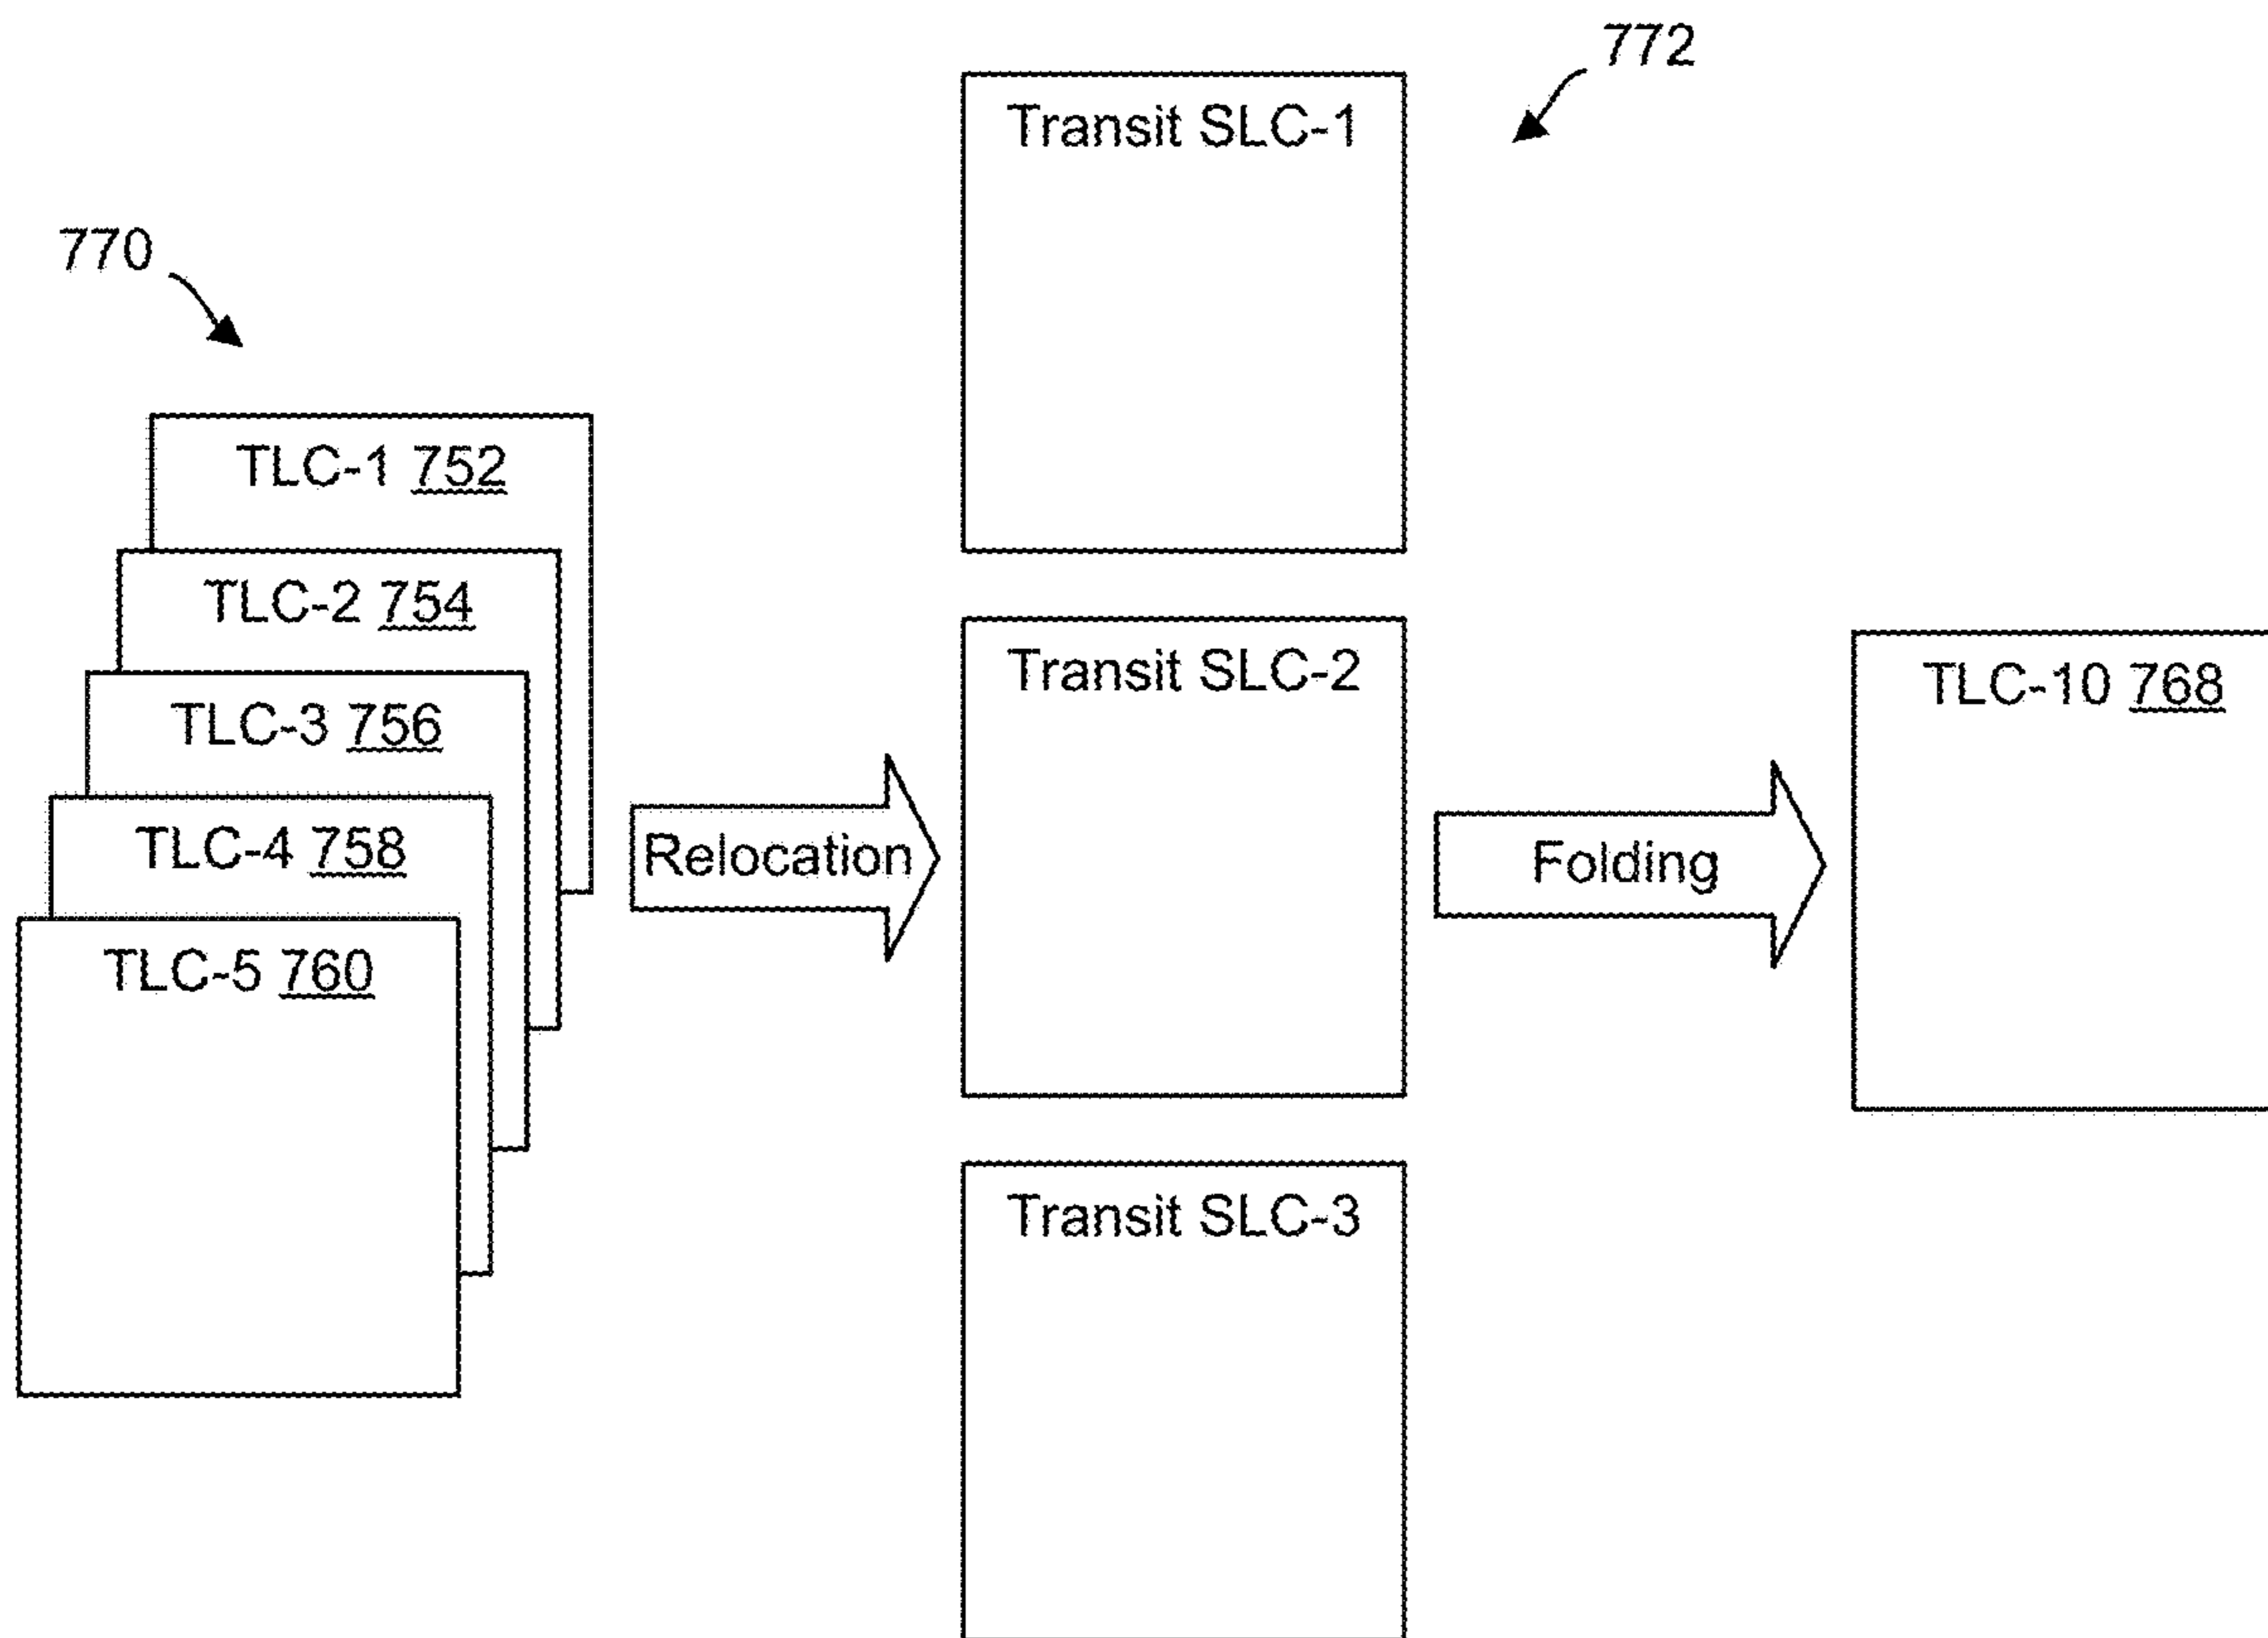 772
Transit SLC-1
770
TLC-1 752
TLC-2 754
TLC-3 756
TLC-4 758
TLC-5 760
Relocation
Transit SLC-2
Folding
TLC-10 768
Transit SLC-3